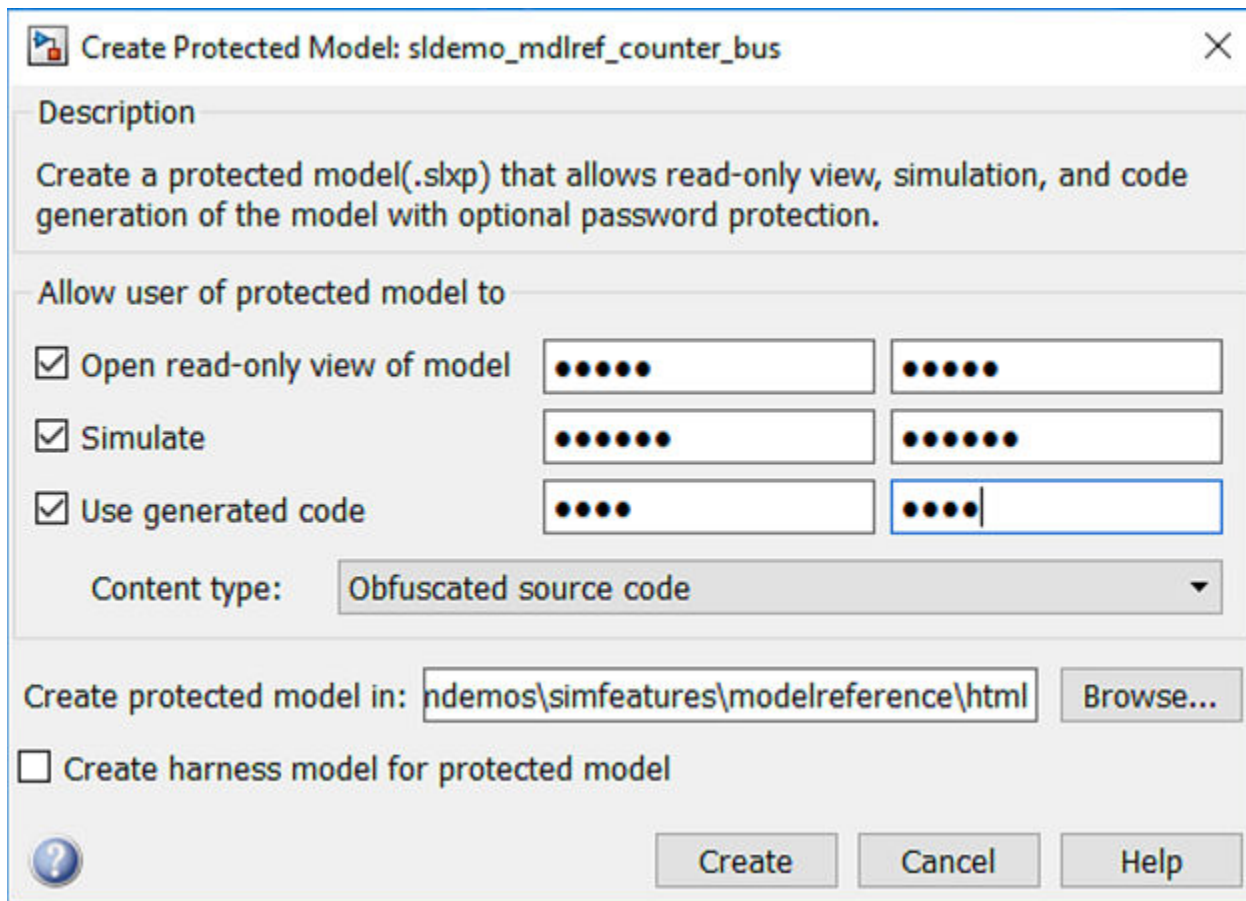 Create Protected Model: sldemo_mdlref_counter_bus
Description
Create a protected model(.slxp) that allows read-only view, simulation, and code
generation of the model with optional password protection.
Allow user of protected model to
Open read-only view of model ●●●●● ●●●●●
Simulate ●●●●●● ●●●●●●
Use generated code ●●●● ●●●●
Content type: Obfuscated source code
Create protected model in: ndemos\simfeatures\modelreference\html Browse...
Create harness model for protected model
? Create Cancel Help